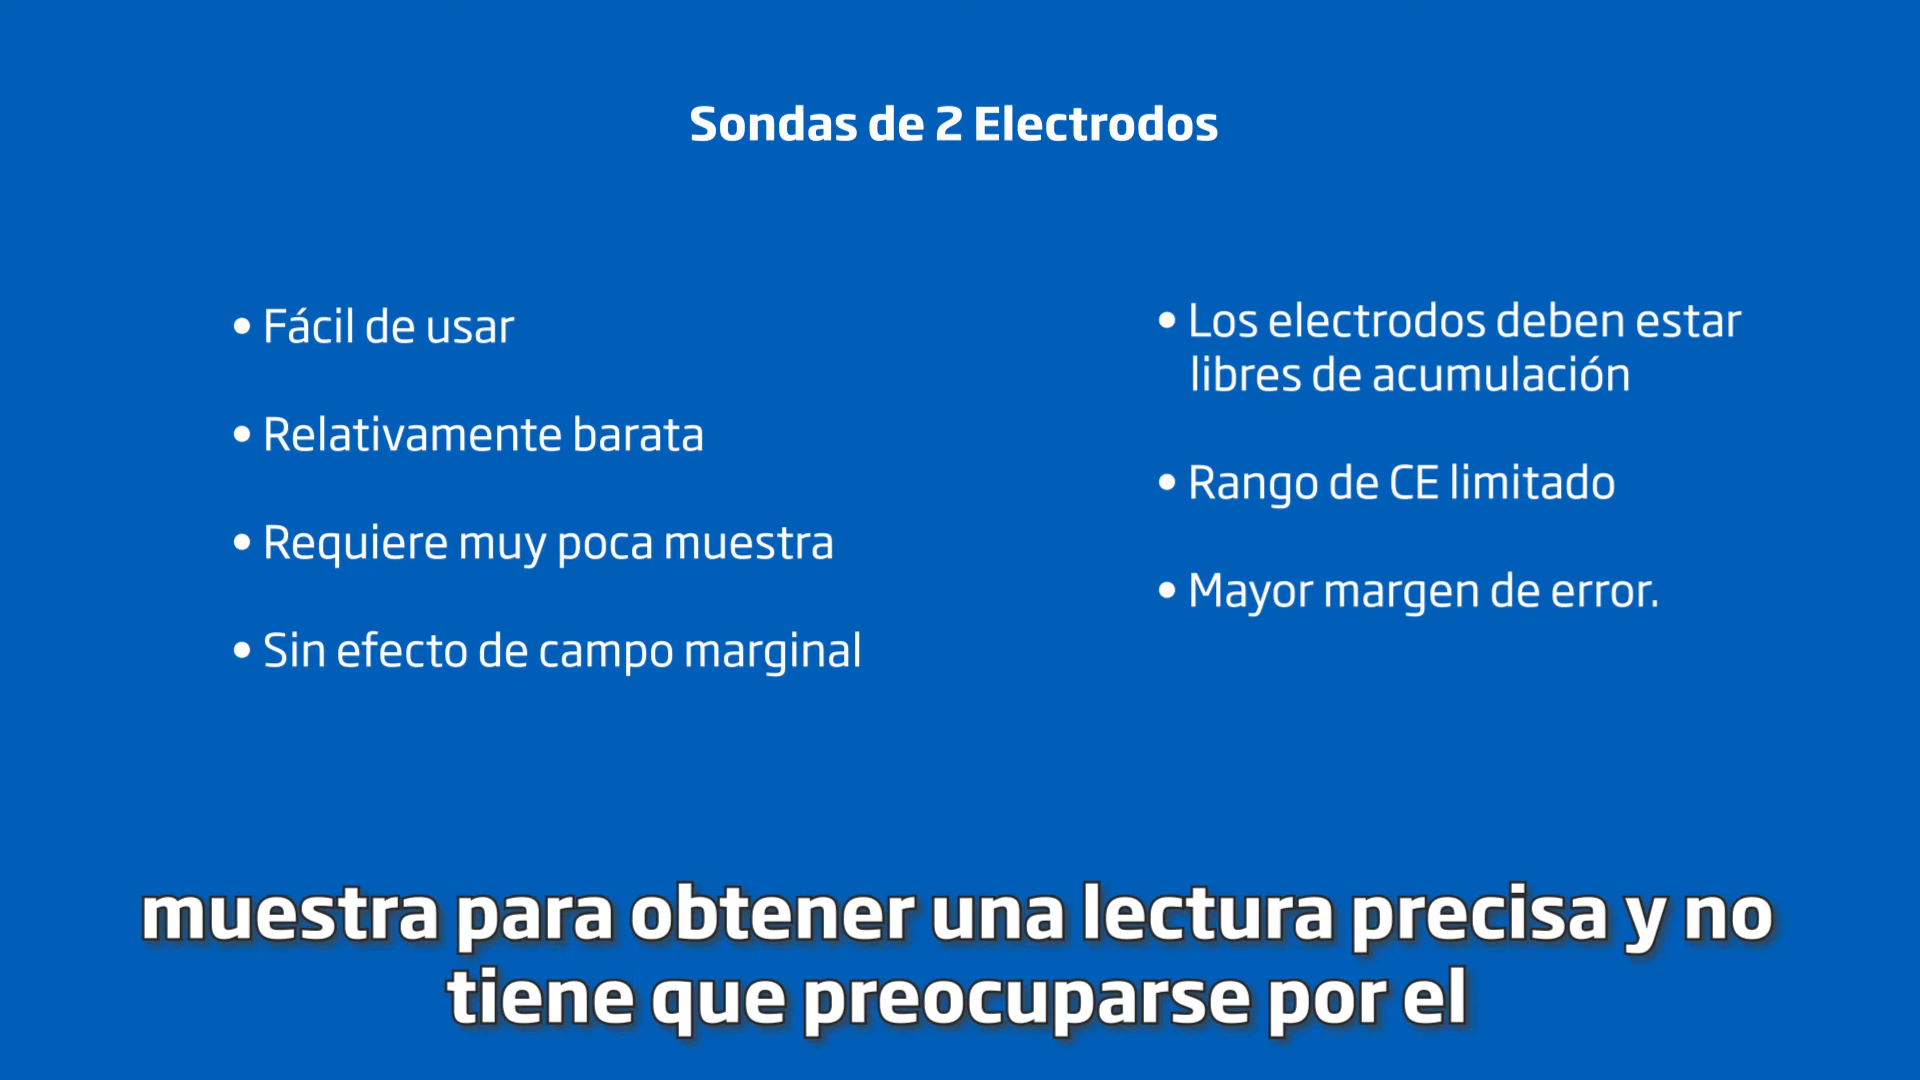 Sondas de 2 Electrodos
• Fácil de usar
• Relativamente barata
• Requiere muy poca muestra
• Sin efecto de campo marginal
• Los electrodos deben estar
libres de acumulación
• Rango de CE limitado
• Mayor margen de error.
muestra para obtener una lectura precisa y no
tiene que preocuparse por el